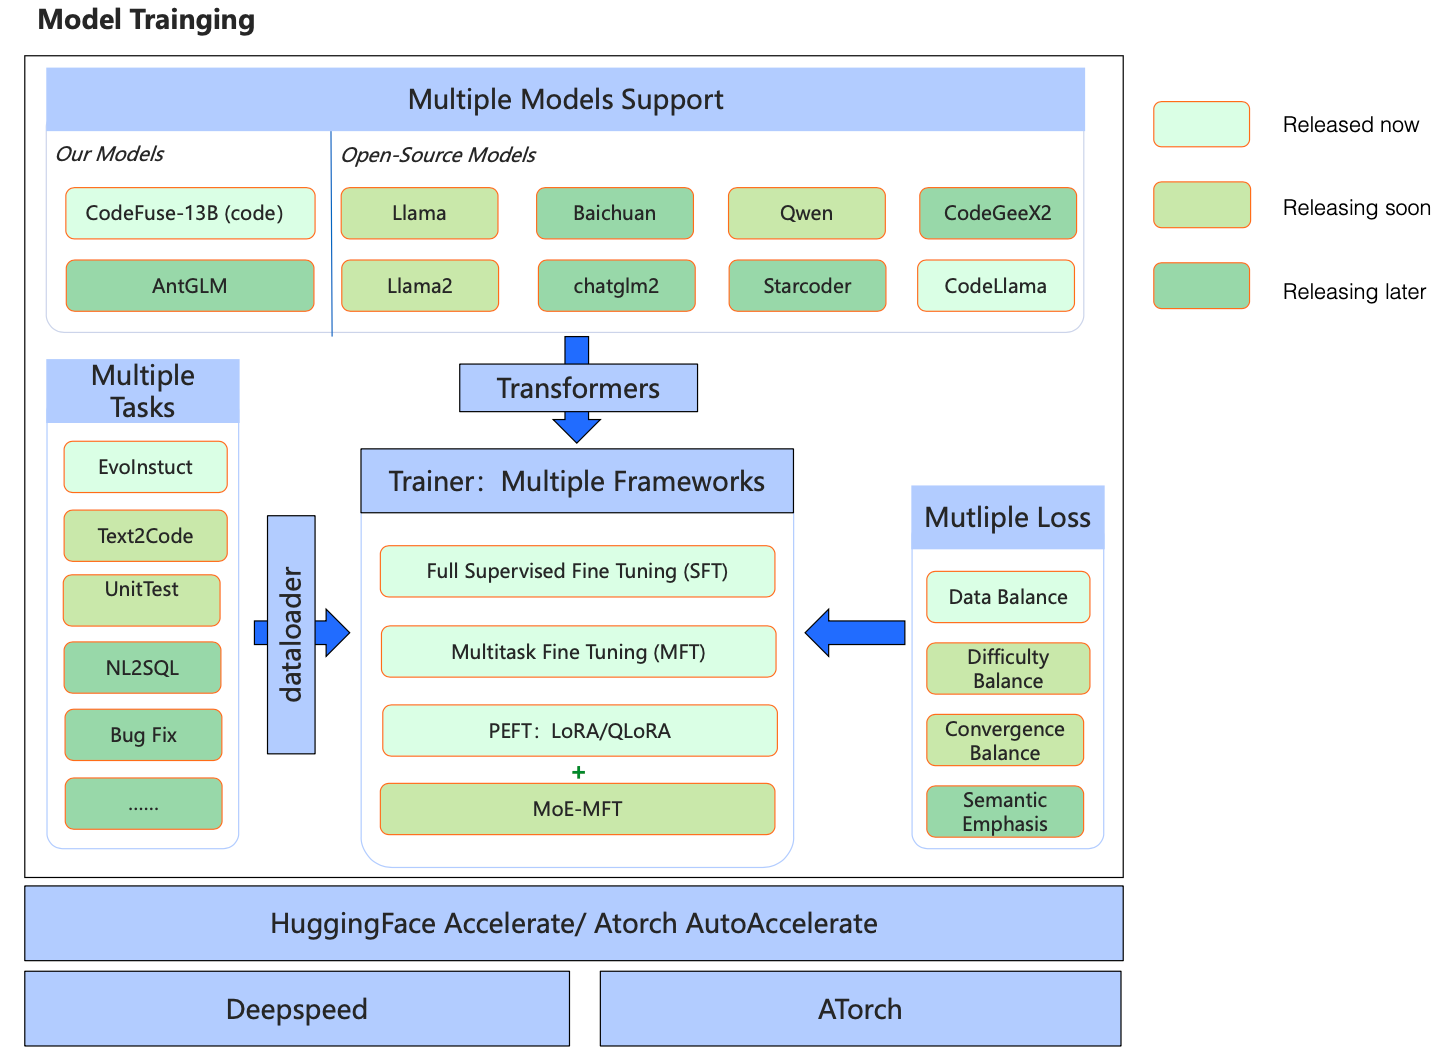 Model Trainging
Multiple Models Support
Our Models
Open-Source Models
CodeFuse-13B (code)
Llama
Baichuan
Qwen
CodeGeeX2
AntGLM
Llama2
chatglm2
Starcoder
CodeLlama
Released now
Releasing soon
Releasing later
Transformers
Multiple
Tasks
EvoInstuct
Text2Code
UnitTest
NL2SQL
Bug Fix
......
dataloader
Trainer：Multiple Frameworks
Full Supervised Fine Tuning (SFT)
Multitask Fine Tuning (MFT)
PEFT：LoRA/QLoRA
+
MoE-MFT
Mutliple Loss
Data Balance
Difficulty
Balance
Convergence
Balance
Semantic
Emphasis
HuggingFace Accelerate/ Atorch AutoAccelerate
Deepspeed
ATorch